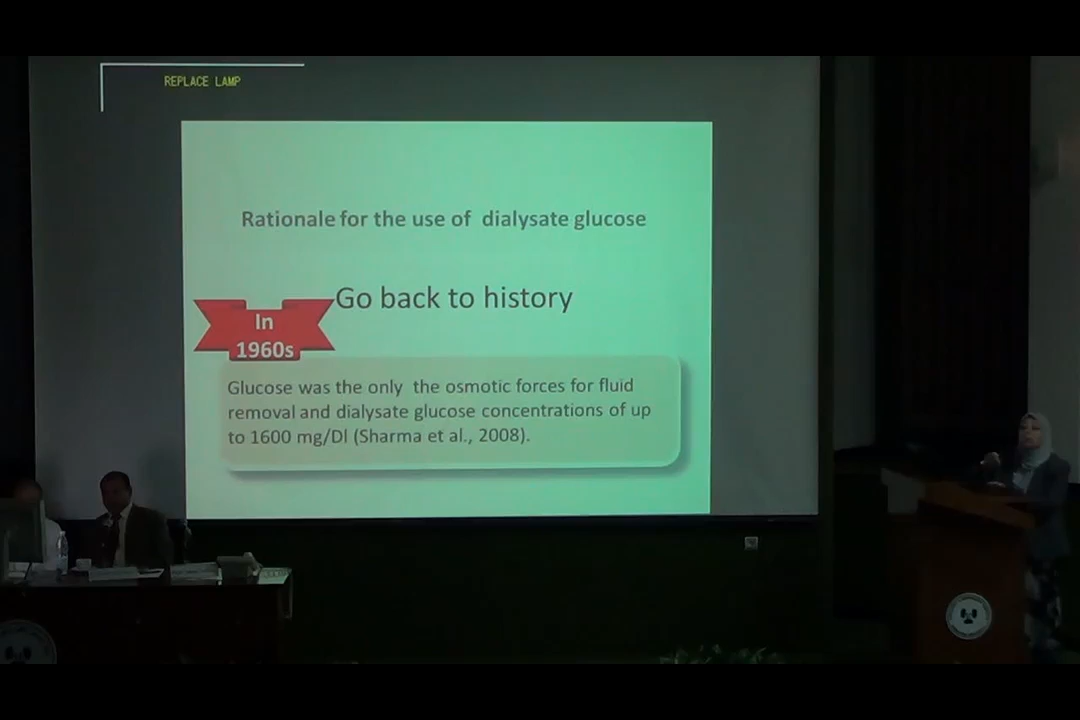 REPLACE LAMP
Rationale for the use of dialysate glucose
Go back to history
In
1960s
Glucose was the only the osmotic forces for fluid
removal and dialysate glucose concentrations of up
to 1600 mg/Dl (Sharma et al., 2008).